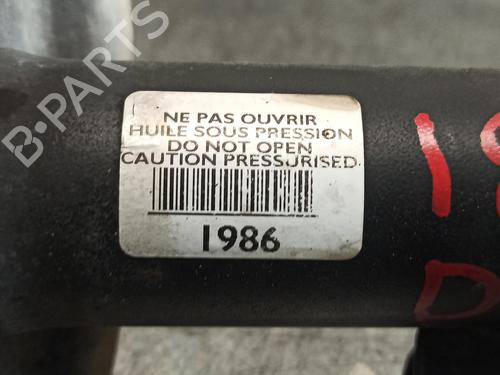 B-PARTS
NE PAS OUVRIR
HUILE SOUS PRESSION
DO NOT OPEN
CAUTION PRESSURISED
1986
D